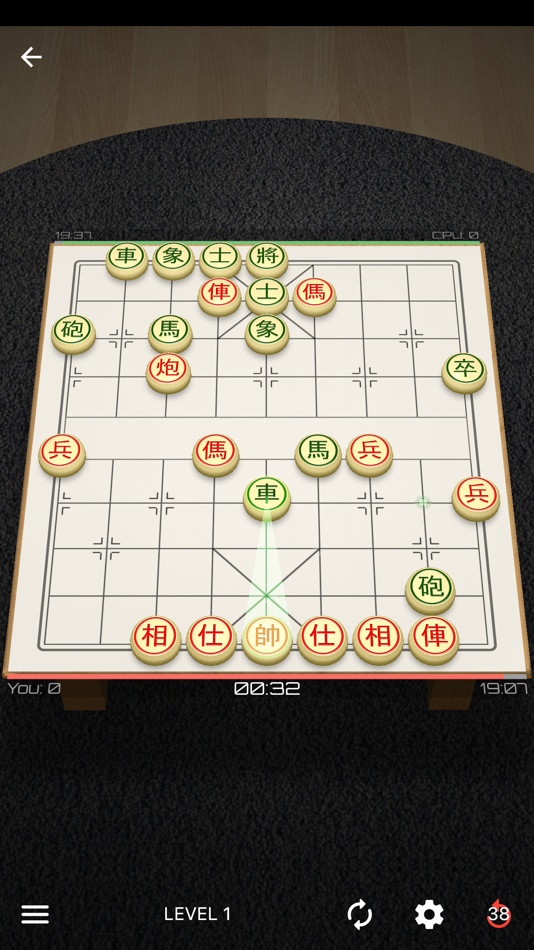 19:37 CPU: 0
車 象 士 將
俥 士 傌
砲 馬 象
炮 卒
兵 傌 馬 兵
車 兵
砲
相 仕 帥 仕 相 俥
You: 0 00:32 19:07
LEVEL 1 38